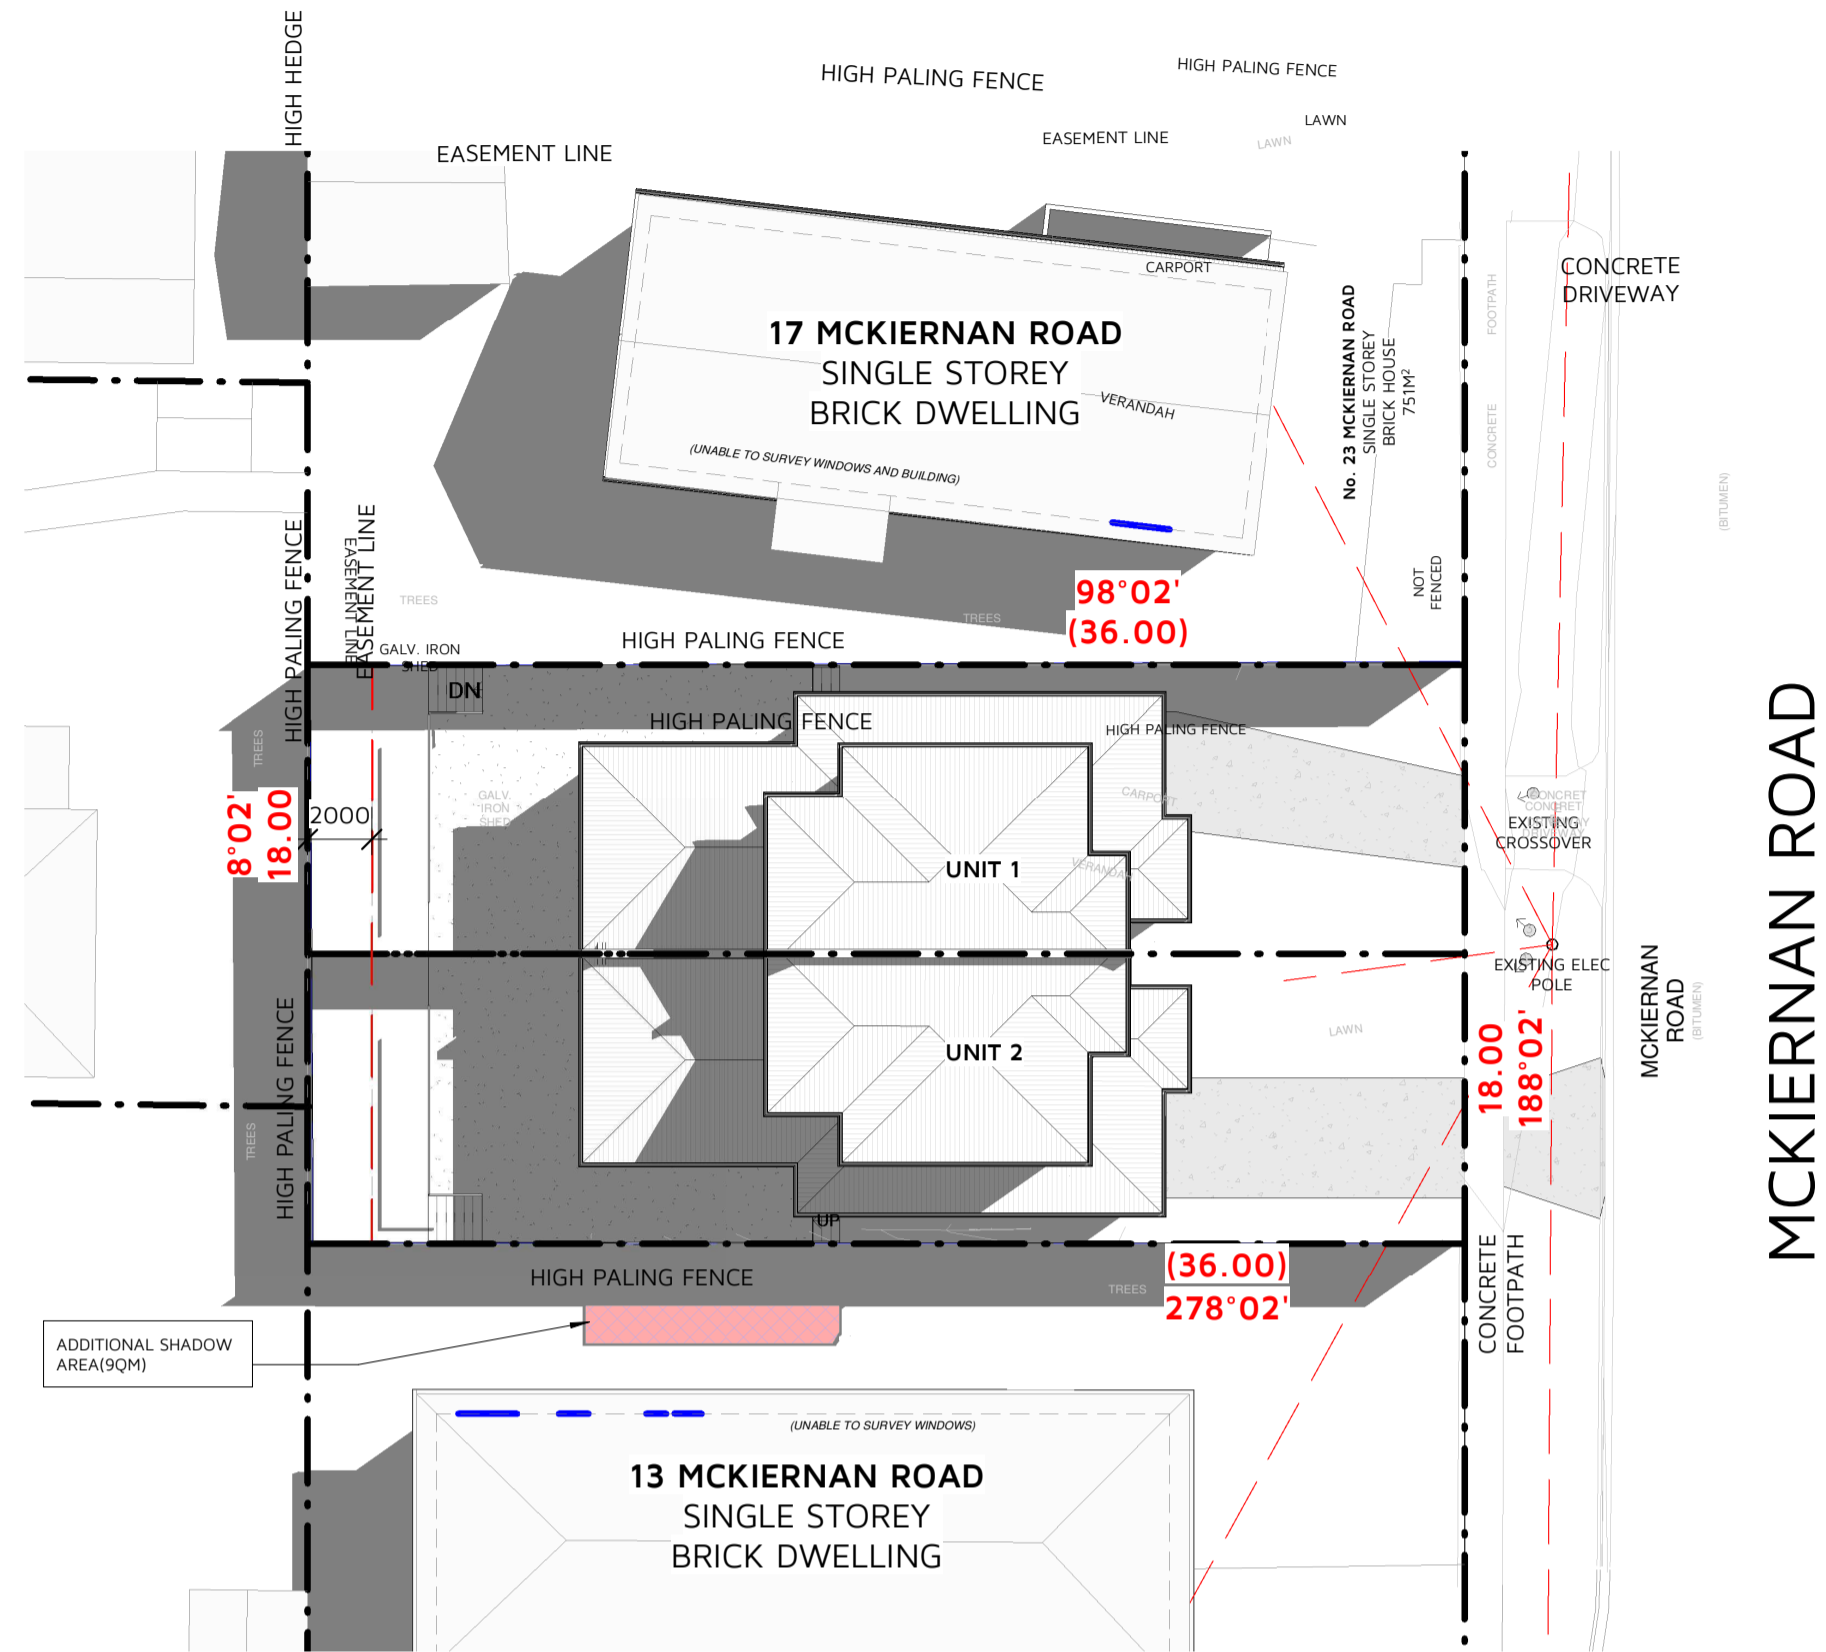 HIGH HEDGE
HIGH PALING FENCE
HIGH PALING FENCE
LAWN
EASEMENT LINE
LAWN
EASEMENT LINE
CARPORT
CONCRETE
DRIVEWAY
17 MCKIERNAN ROAD
SINGLE STOREY
BRICK DWELLING
VERANDAH
(UNABLE TO SURVEY WINDOWS AND BUILDING)
No. 23 MCKIERNAN ROAD
SINGLE STOREY
BRICK HOUSE
751M²
FOOTPATH
CONCRETE
(BITUMEN)
NOT
FENCED
98°02'
(36.00)
TREES
TREES
HIGH PALING FENCE
EASEMENT LINE
EASEMENT LINE
GALV. IRON
SHED
HIGH PALING FENCE
DN
HIGH PALING FENCE
HIGH PALING FENCE
TREES
8°02'
18.00
2000
GALV.
IRON
SHED
CARPORT
VERANDAH
UNIT 1
CONCRET
CONCRET
DRIVEWAY
EXISTING
CROSSOVER
EXISTING ELEC
POLE
MCKIERNAN
ROAD
(BITUMEN)
MCKIERNAN ROAD
LAWN
UNIT 2
18.00
188°02'
HIGH PALING FENCE
TREES
UP
HIGH PALING FENCE
TREES
(36.00)
278°02'
CONCRETE
FOOTPATH
ADDITIONAL SHADOW
AREA(9QM)
(UNABLE TO SURVEY WINDOWS)
13 MCKIERNAN ROAD
SINGLE STOREY
BRICK DWELLING